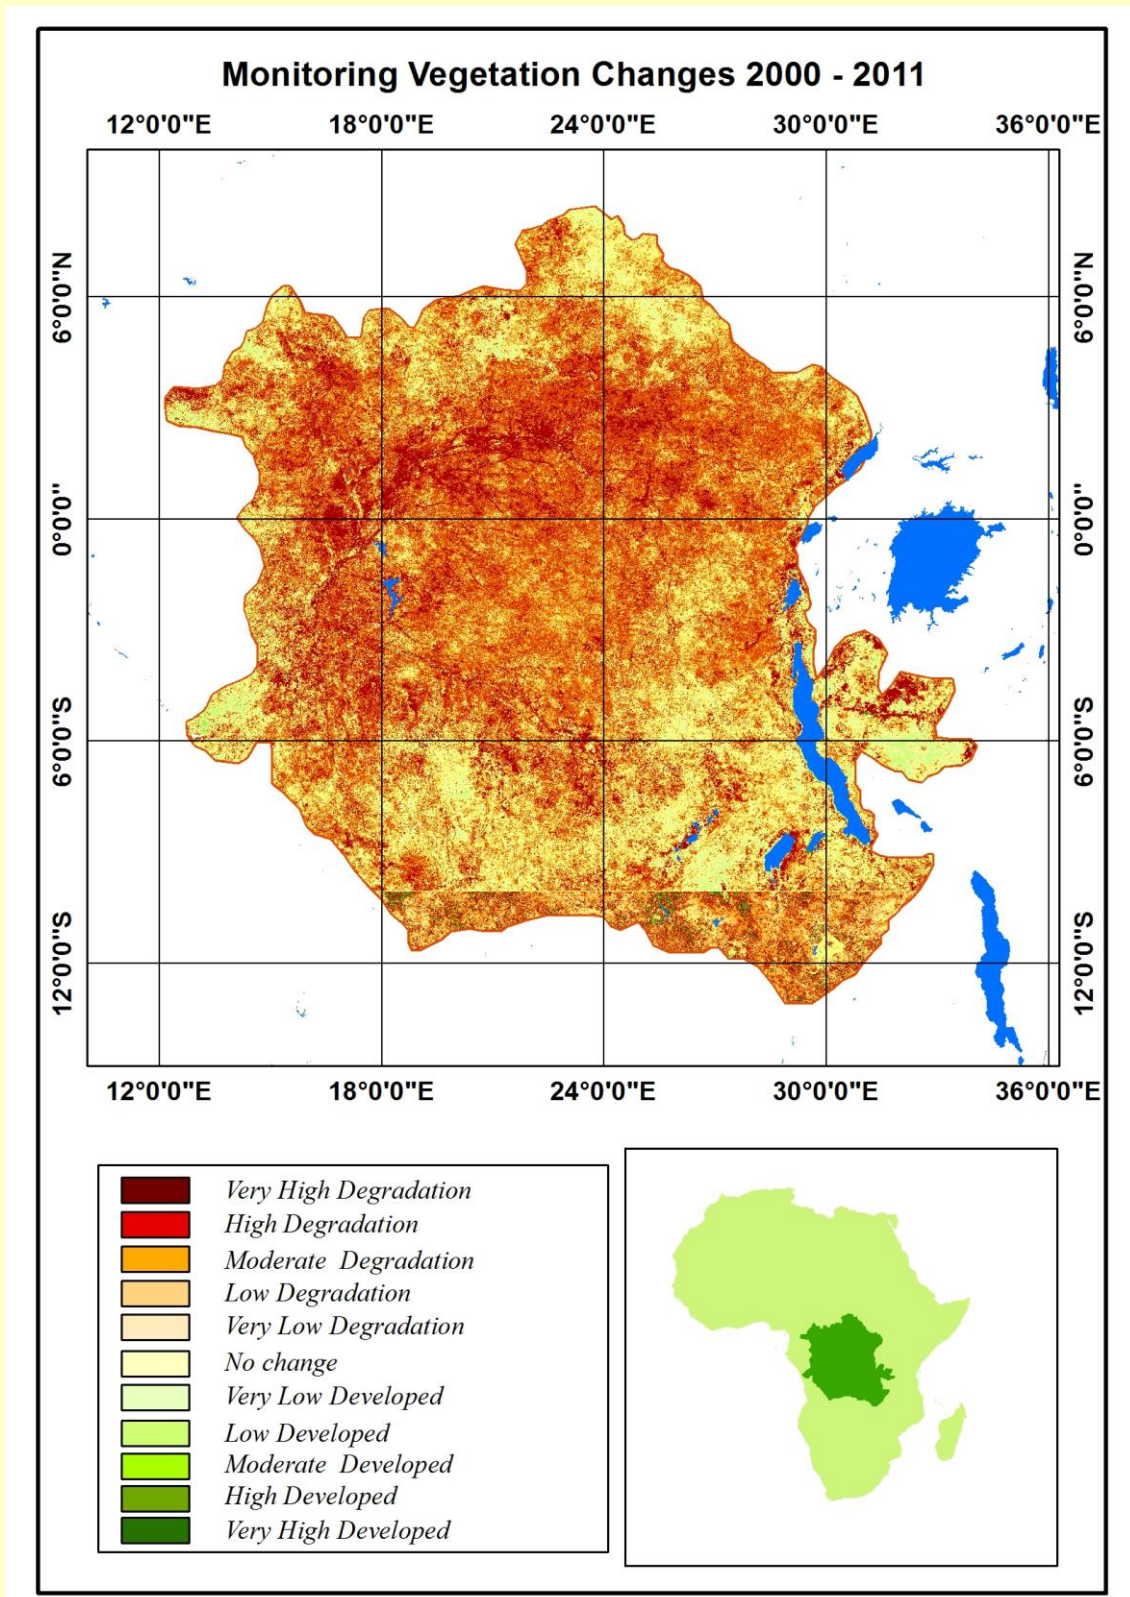 Monitoring Vegetation Changes 2000 - 2011
12°0'0"E 18°0'0"E 24°0'0"E 30°0'0"E 36°0'0"E
6°0'0"N 6°0'0"N
0°0'0" 0°0'0"
6°0'0"S 6°0'0"S
12°0'0"S 12°0'0"S
12°0'0"E 18°0'0"E 24°0'0"E 30°0'0"E 36°0'0"E
Very High Degradation
High Degradation
Moderate Degradation
Low Degradation
Very Low Degradation
No change
Very Low Developed
Low Developed
Moderate Developed
High Developed
Very High Developed